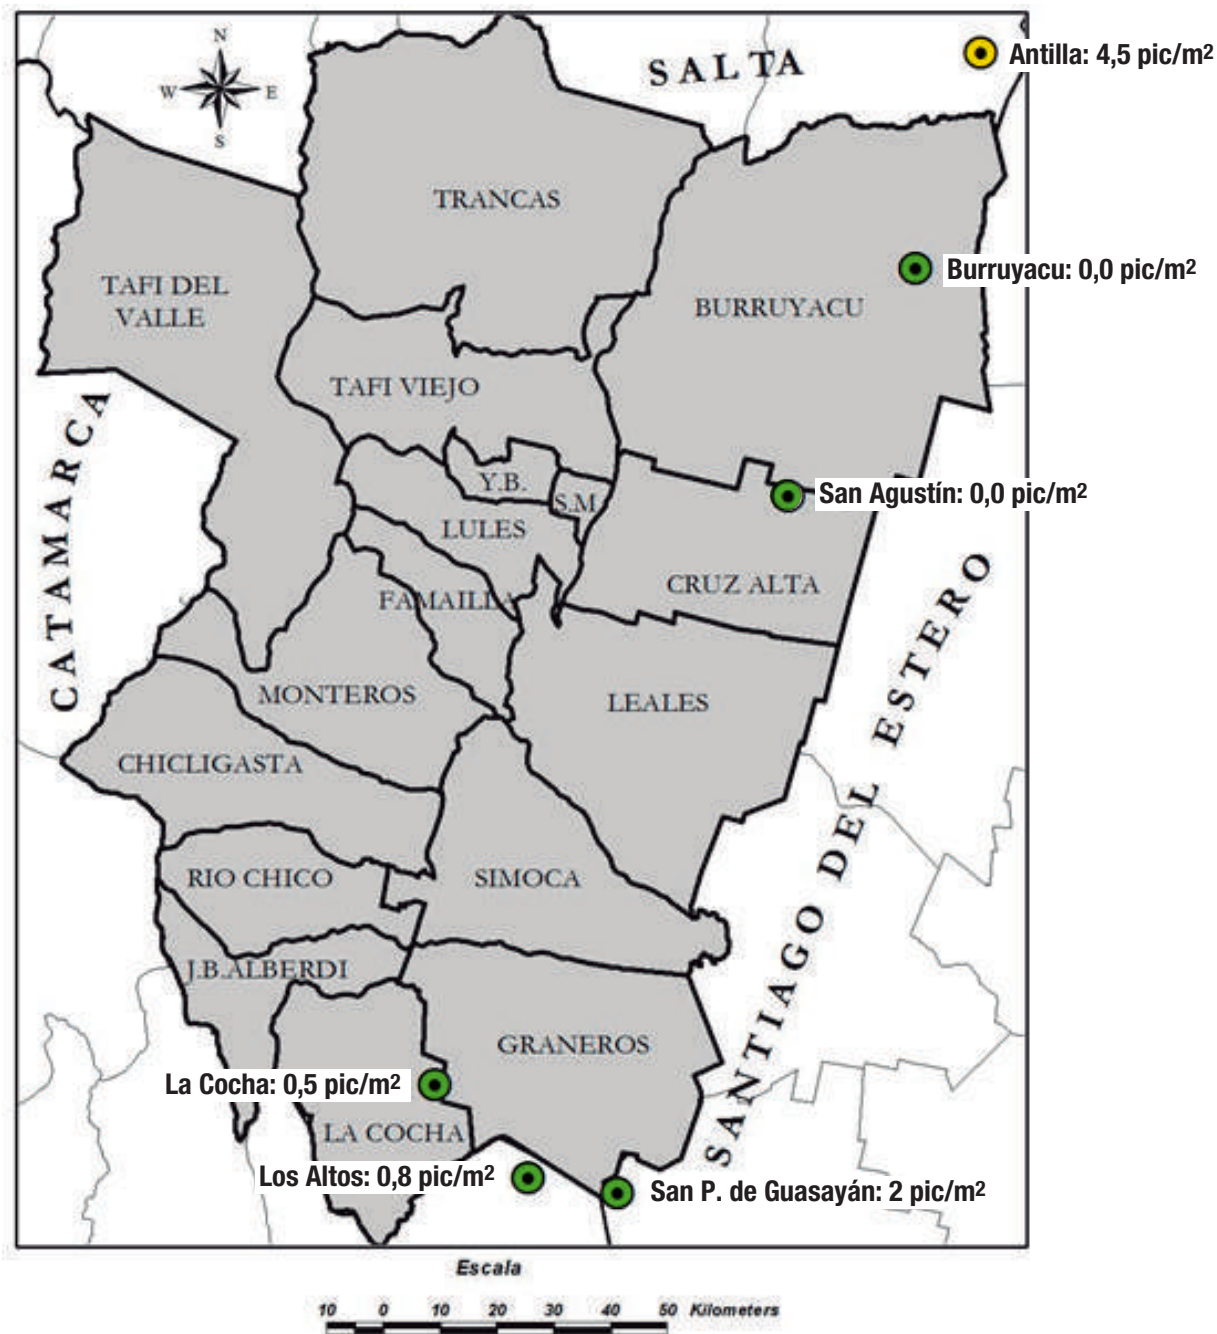 N
W E
S
SALTA
Antilla: 4,5 pic/m²
TRANCAS
TAFI DEL
VALLE
Burruyacu: 0,0 pic/m²
BURRUYACU
TAFI VIEJO
CATAMARCA
Y.B.
S.M
San Agustín: 0,0 pic/m²
LULES
CRUZ ALTA
FAMAILLA
MONTEROS
LEALES
SANTIAGO DEL ESTERO
CHICLIGASTA
RIO CHICO
SIMOCA
J.B.ALBERDI
GRANEROS
La Cocha: 0,5 pic/m²
LA COCHA
Los Altos: 0,8 pic/m²
San P. de Guasayán: 2 pic/m²
Escala
10 0 10 20 30 40 50 Kilometers